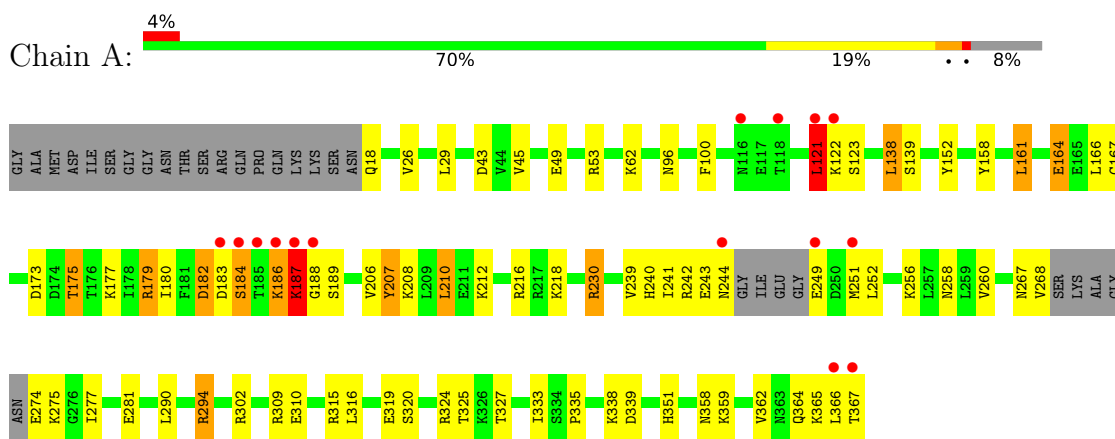 4%
Chain A:
70% 19% • • 8%
GLY ALA MET ASP ILE SER GLY GLY ASN THR SER ARG GLN PRO GLN LYS LYS SER ASN Q18 V26 L29 D43 V44 V45 E49 R53 K62 N96 F100 N116 E117 T118 L121 K122 S123 L138 S139 Y152 Y158 L161 E164 E165 L166 G167
D173 D174 T175 T176 K177 I178 R179 I180 F181 D182 D183 S184 T185 K186 K187 G188 S189 V206 Y207 K208 L209 L210 E211 K212 R216 R217 K218 R230 V239 H240 I241 R242 E243 N244 GLY ILE GLU GLY E249 D250 M251 L252 K256 L257 N258 L259 V260 N267 V268 SER LYS ALA GLY
ASN E274 K275 G276 I277 E281 L290 R294 R302 R309 E310 R315 L316 E319 S320 R324 T325 K326 T327 I333 S334 P335 K338 D339 H351 N358 K359 V362 N363 Q364 K365 L366 T367